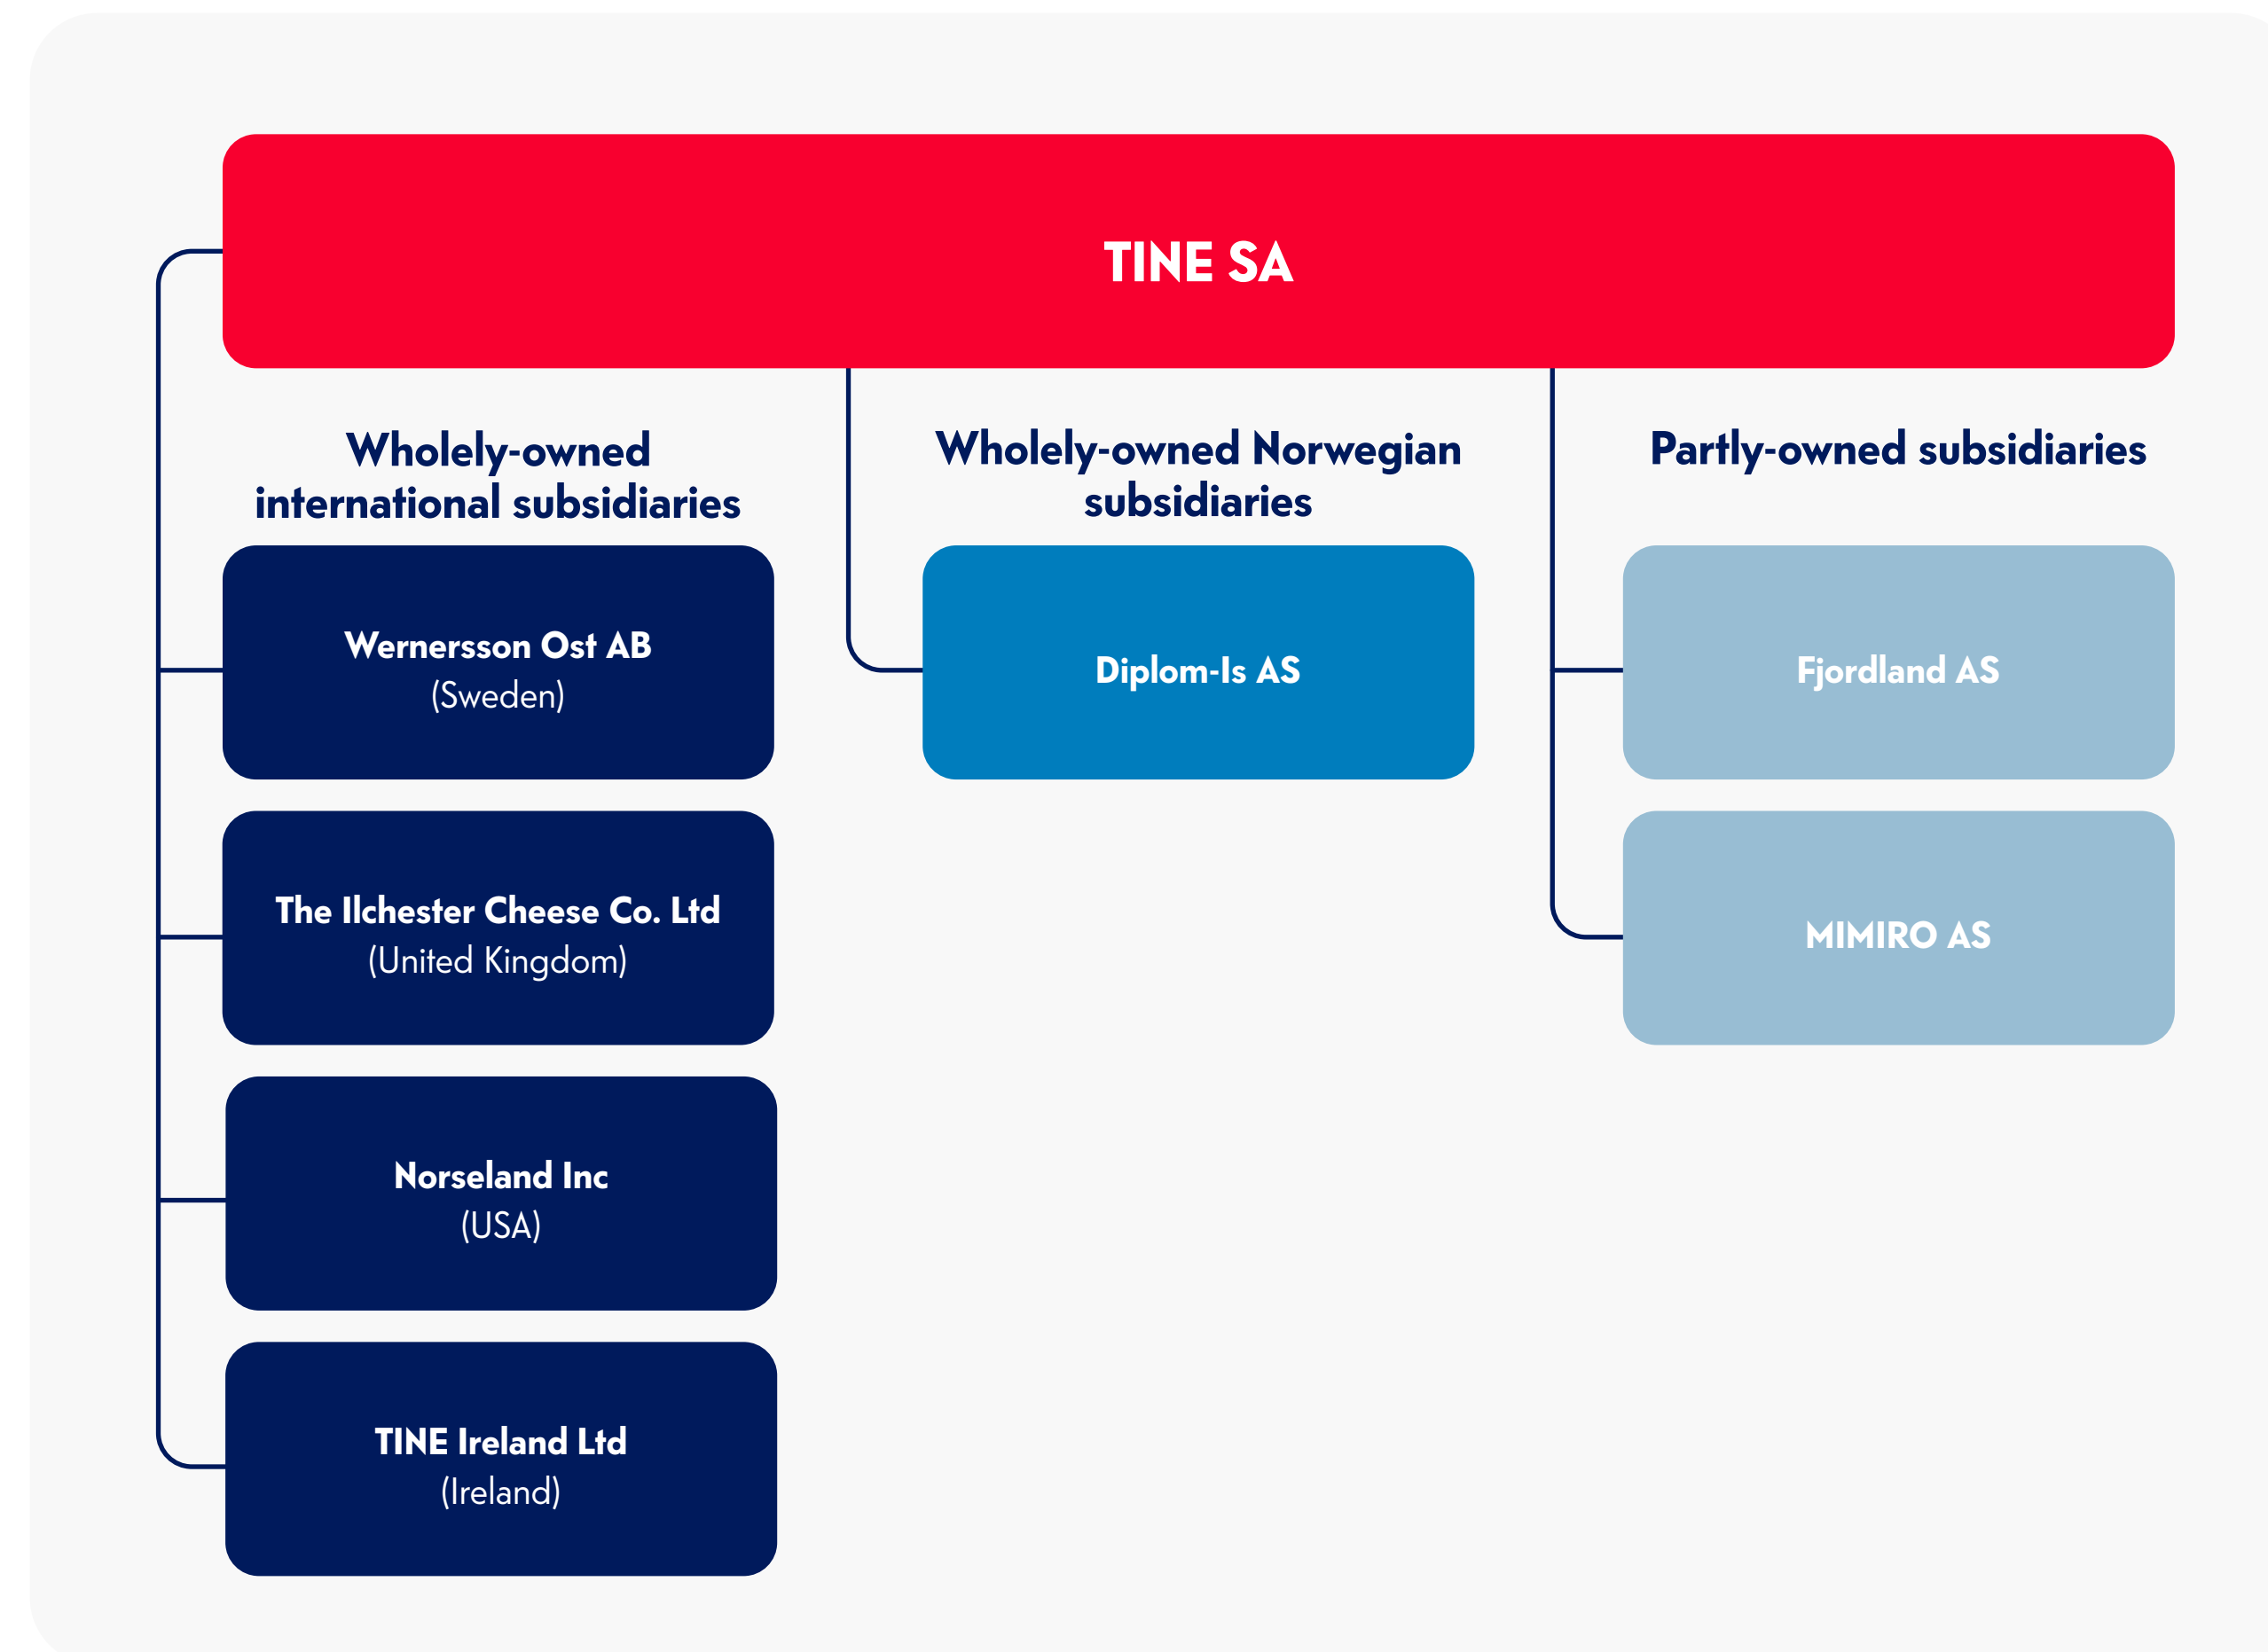 TINE SA
Wholely-owned
international subsidiaries
Wernersson Ost AB
(Sweden)
The Ilchester Cheese Co. Ltd
(United Kingdom)
Norseland Inc
(USA)
TINE Ireland Ltd
(Ireland)
Wholely-owned Norwegian
subsidiaries
Diplom-Is AS
Partly-owned subsidiaries
Fjordland AS
MIMIRO AS